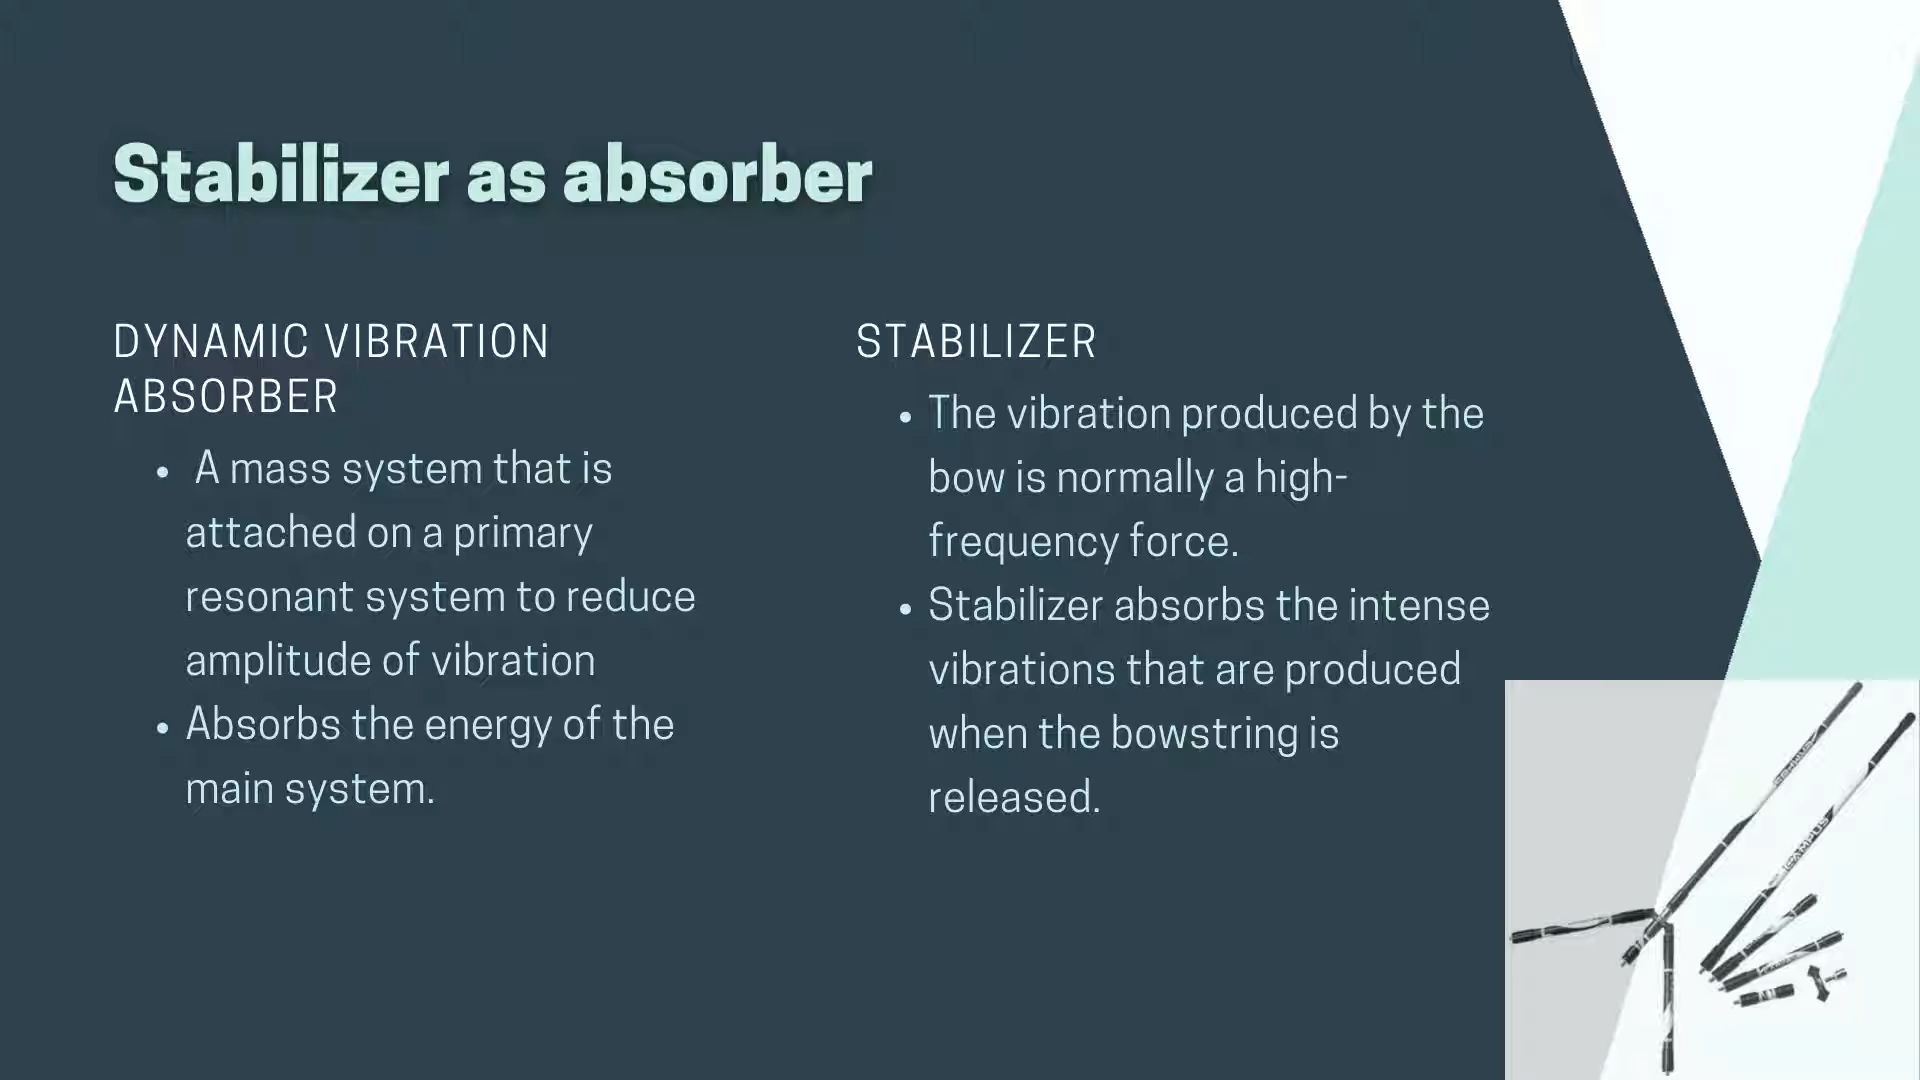 Stabilizer as absorber
DYNAMIC VIBRATION
ABSORBER
• A mass system that is
attached on a primary
resonant system to reduce
amplitude of vibration
• Absorbs the energy of the
main system.
STABILIZER
• The vibration produced by the
bow is normally a high-
frequency force.
• Stabilizer absorbs the intense
vibrations that are produced
when the bowstring is
released.